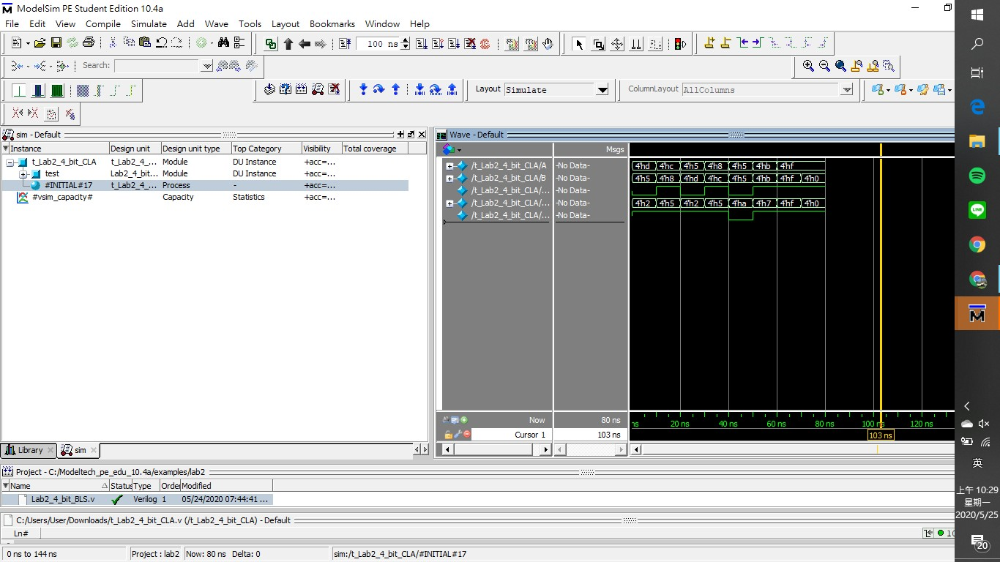 ModelSim PE Student Edition 10.4a
File Edit View Compile Simulate Add Wave Tools Layout Bookmarks Window Help
100 ns
Search:
Layout Simulate
ColumnLayout AllColumns
sim - Default
Instance Design unit Design unit type Top Category Visibility Total coverage
t_Lab2_4_bit_CLA t_Lab2_4_... Module DU Instance +acc=...
test Lab2_4_bit... Module DU Instance +acc=...
#INITIAL#17 t_Lab2_4_... Process - +acc=...
#vsim_capacity# Capacity Statistics +acc=...
Library sim
Wave - Default
Msgs
/t_Lab2_4_bit_CLA/A -No Data- 4'hd 4'hc 4'h5 4'h8 4'h5 4'hb 4'hf
/t_Lab2_4_bit_CLA/B -No Data- 4'h5 4'h8 4'hd 4'hc 4'h5 4'hb 4'hf 4'h0
/t_Lab2_4_bit_CLA/... -No Data-
/t_Lab2_4_bit_CLA/... -No Data- 4'h2 4'h5 4'h2 4'h5 4'ha 4'h7 4'hf 4'h0
/t_Lab2_4_bit_CLA/... -No Data-
Now 80 ns ns 20 ns 40 ns 60 ns 80 ns 100 ns 120 ns
Cursor 1 103 ns 103 ns
Project - C:/Modeltech_pe_edu_10.4a/examples/lab2
Name Status Type Order Modified
Lab2_4_bit_BLS.v Verilog 1 05/24/2020 07:44:41 ...
C:/Users/User/Downloads/t_Lab2_4_bit_CLA.v (/t_Lab2_4_bit_CLA) - Default
Ln#
0 ns to 144 ns Project : lab2 Now: 80 ns Delta: 0 sim:/t_Lab2_4_bit_CLA/#INITIAL#17
LINE
英
上午 10:29
星期一
2020/5/25
20